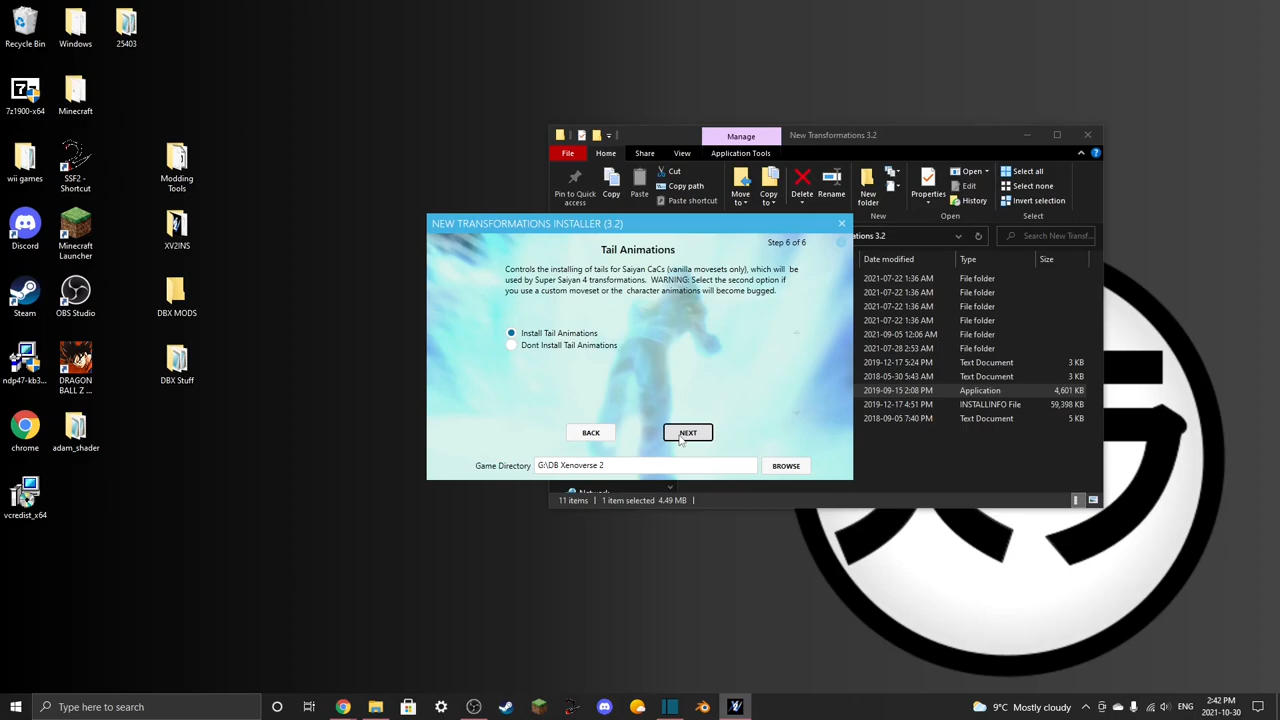 Recycle Bin
Windows
25403
7z1900-x64
Minecraft
wii games
SSF2 -
Shortcut
Modding
Tools
Discord
Minecraft
Launcher
XV2INS
Steam
OBS Studio
DBX MODS
ndp47-kb3...
DRAGON
BALL Z ...
DBX Stuff
chrome
adam_shader
vcredist_x64
Manage
New Transformations 3.2
File
Home
Share
View
Application Tools
Pin to Quick
access
Copy
Paste
Cut
Copy path
Paste shortcut
Move
to
Copy
to
Delete
Rename
New
folder
Properties
Open
Edit
History
Select all
Select none
Invert selection
New
Open
Select
ations 3.2
Search New Transf...
Date modified
Type
Size
2021-07-22 1:36 AM
File folder
2021-07-22 1:36 AM
File folder
2021-07-22 1:36 AM
File folder
2021-07-22 1:36 AM
File folder
2021-09-05 12:06 AM
File folder
2021-07-28 2:53 AM
File folder
2019-12-17 5:24 PM
Text Document
3 KB
2018-05-30 5:43 AM
Text Document
3 KB
2019-09-15 2:08 PM
Application
4,601 KB
2019-12-17 4:51 PM
INSTALLINFO File
59,398 KB
2018-09-05 7:40 PM
Text Document
5 KB
Network
11 items
1 item selected 4.49 MB
NEW TRANSFORMATIONS INSTALLER (3.2)
Step 6 of 6
Tail Animations
Controls the installing of tails for Saiyan CaCs (vanilla movesets only), which will be
used by Super Saiyan 4 transformations. WARNING: Select the second option if
you use a custom moveset or the character animations will become bugged.
Install Tail Animations
Dont Install Tail Animations
BACK
NEXT
Game Directory
G:\DB Xenoverse 2
BROWSE
Type here to search
9°C Mostly cloudy
ENG
2:42 PM
2021-10-30